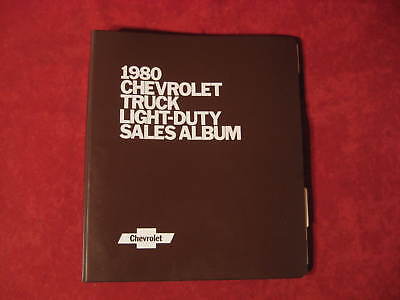 1980
CHEVROLET
TRUCK
LIGHT-DUTY
SALES ALBUM
Chevrolet